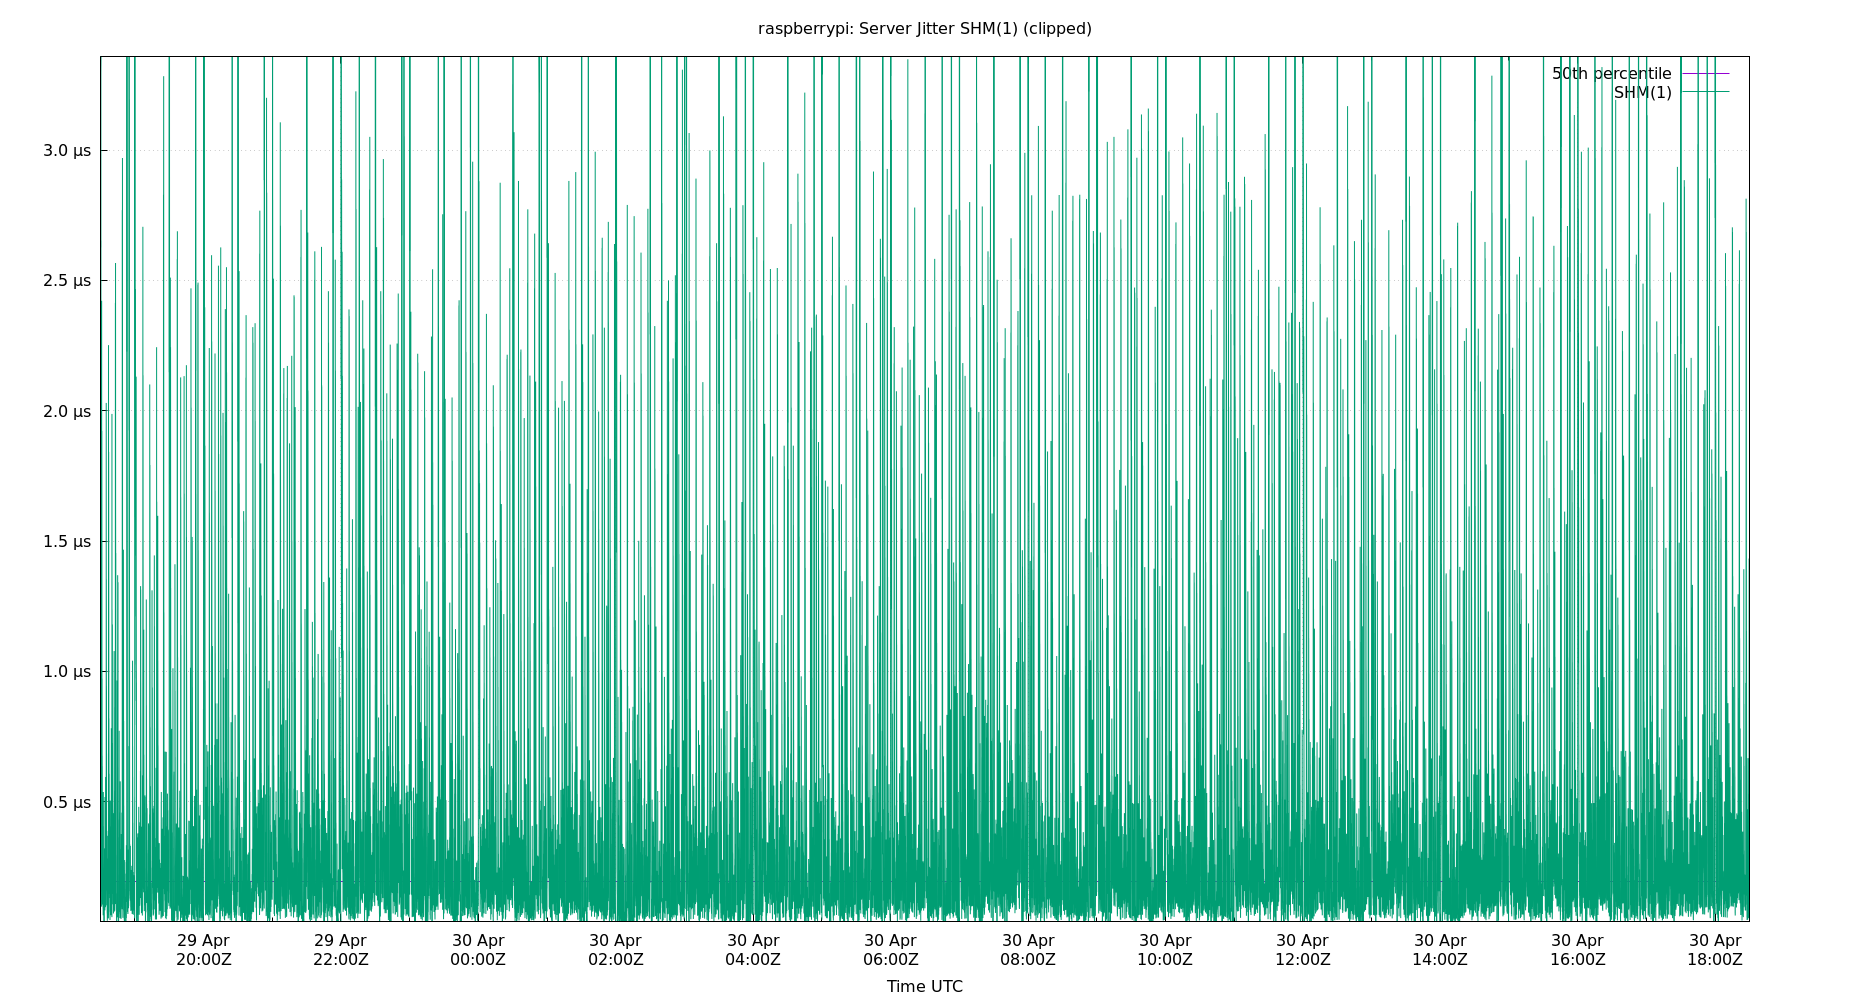 raspberrypi: Server Jitter SHM(1) (clipped)
50th percentile
SHM(1)
3.0 µs
2.5 µs
2.0 µs
1.5 µs
1.0 µs
0.5 µs
29 Apr 29 Apr 30 Apr 30 Apr 30 Apr 30 Apr 30 Apr 30 Apr 30 Apr 30 Apr 30 Apr 30 Apr
20:00Z 22:00Z 00:00Z 02:00Z 04:00Z 06:00Z 08:00Z 10:00Z 12:00Z 14:00Z 16:00Z 18:00Z
Time UTC